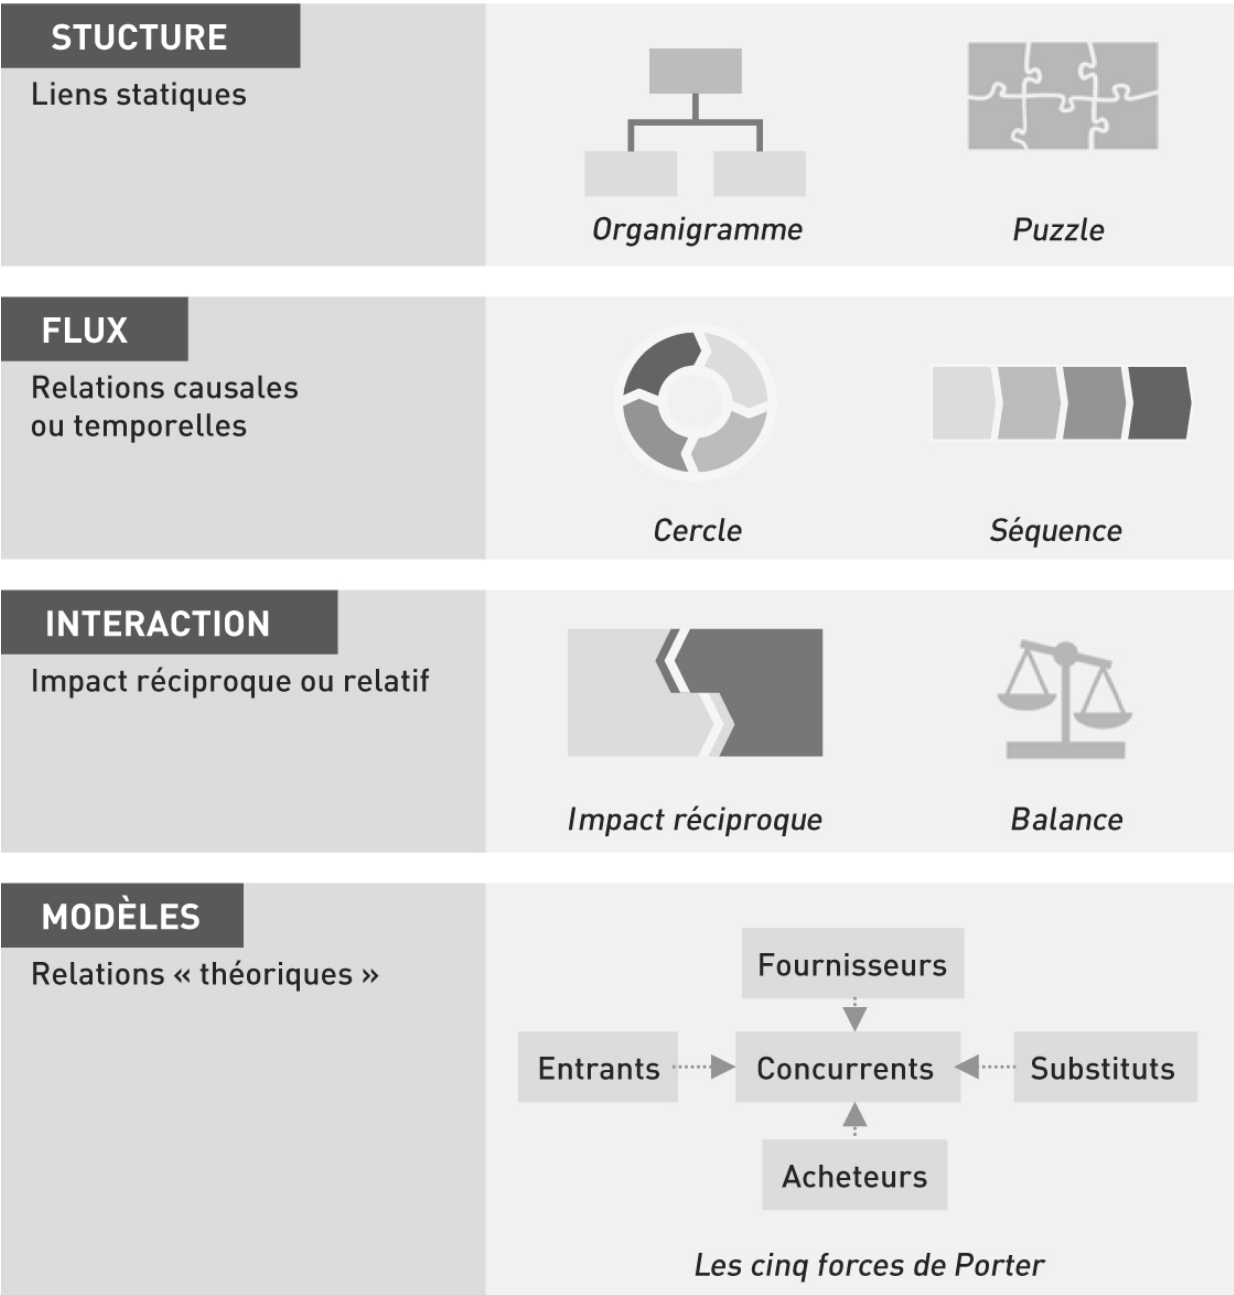 STUCTURE
Liens statiques
Organigramme
Puzzle
FLUX
Relations causales
ou temporelles
Cercle
Séquence
INTERACTION
Impact réciproque ou relatif
Impact réciproque
Balance
MODÈLES
Relations « théoriques »
Fournisseurs
Entrants
Concurrents
Substituts
Acheteurs
Les cinq forces de Porter